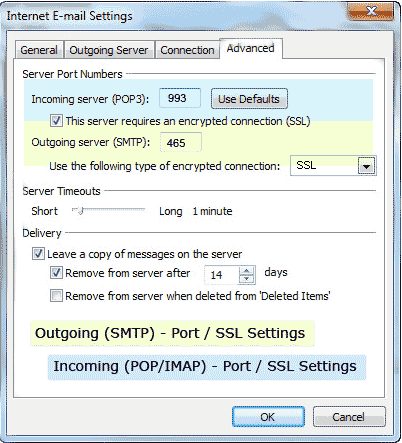 Internet E-mail Settings
General Outgoing Server Connection Advanced
Server Port Numbers
Incoming server (POP3): 993 Use Defaults
This server requires an encrypted connection (SSL)
Outgoing server (SMTP): 465
Use the following type of encrypted connection: SSL
Server Timeouts
Short Long 1 minute
Delivery
Leave a copy of messages on the server
Remove from server after 14 days
Remove from server when deleted from 'Deleted Items'
Outgoing (SMTP) - Port / SSL Settings
Incoming (POP/IMAP) - Port / SSL Settings
OK Cancel